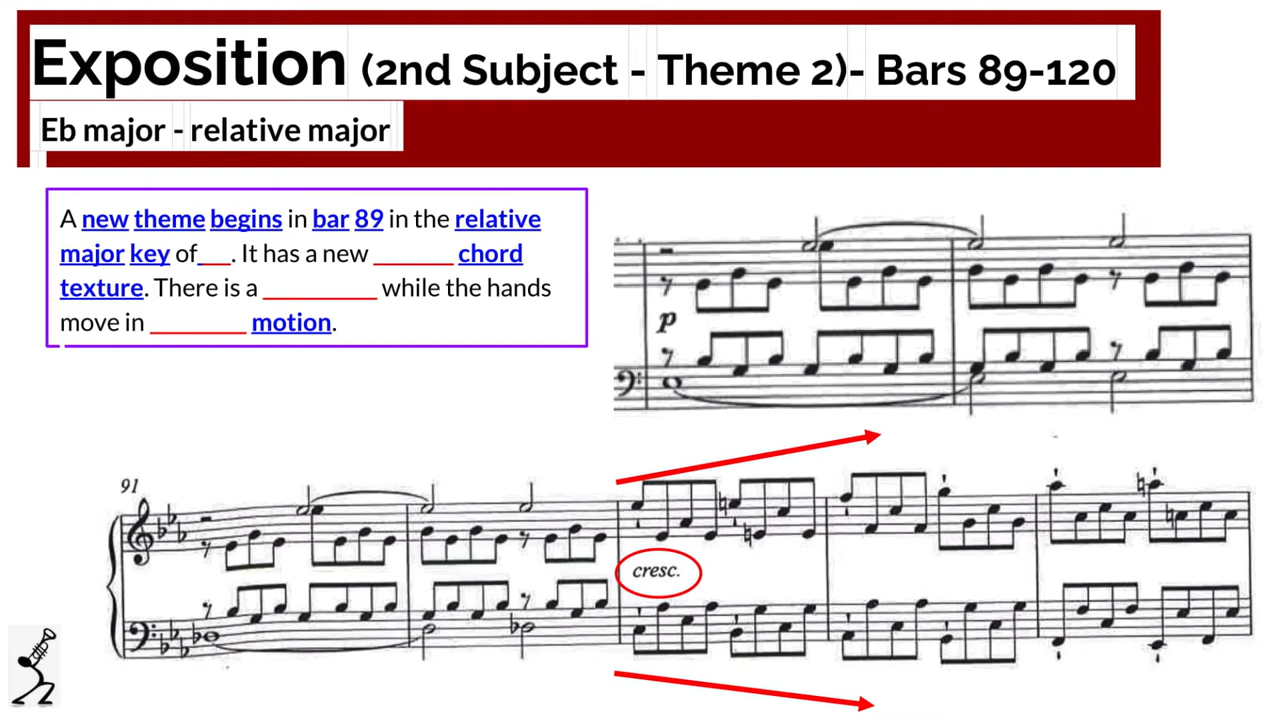 Exposition (2nd Subject - Theme 2)- Bars 89-120
Eb major - relative major
A new theme begins in bar 89 in the relative
major key of___. It has a new _______ chord
texture. There is a __________ while the hands
move in ________ motion.
p
91
cresc.